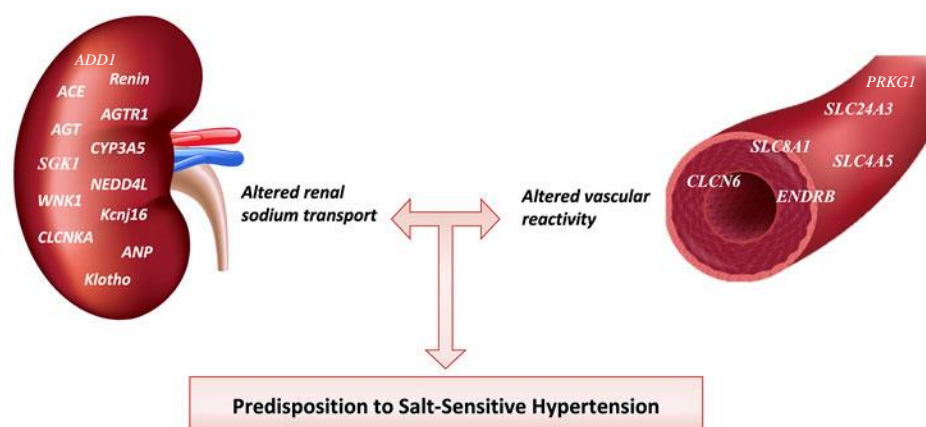 ADD1
Renin
ACE
AGTR1
AGT
CYP3A5
SGK1
NEDD4L
WNK1
Kcnj16
CLCNKA
ANP
Klotho
Altered renal
sodium transport
Altered vascular
reactivity
PRKG1
SLC24A3
SLC8A1
SLC4A5
CLCN6
ENDRB
Predisposition to Salt-Sensitive Hypertension